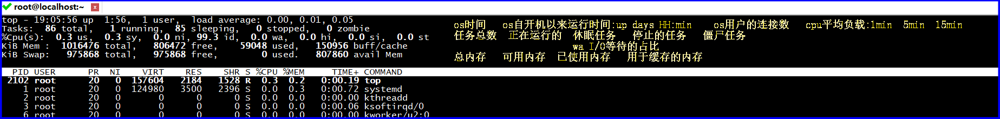 root@localhost:~ x
top - 19:05:56 up  1:56,  1 user,  load average: 0.00, 0.01, 0.05
os时间 os自开机以来运行时间:up days HH:min os用户的连接数 cpu平均负载:1min 5min 15min
Tasks:  86 total,   1 running,  85 sleeping,   0 stopped,   0 zombie
任务总数 正在运行的 休眠任务 停止的任务 僵尸任务
%Cpu(s):  0.3 us,  0.3 sy,  0.0 ni, 99.3 id,  0.0 wa,  0.0 hi,  0.0 si,  0.0 st
wa I/O等待的占比
KiB Mem :  1016476 total,   806472 free,    59048 used,   150956 buff/cache
KiB Swap:   975868 total,   975868 free,        0 used.   807860 avail Mem
总内存 可用内存 已使用内存 用于缓存的内存
PID USER      PR  NI    VIRT    RES    SHR S %CPU %MEM     TIME+ COMMAND
2102 root      20   0  157604   2184   1528 R  0.3  0.2   0:00.19 top
1 root      20   0  124980   3500   2396 S  0.0  0.3   0:00.72 systemd
2 root      20   0       0      0      0 S  0.0  0.0   0:00.00 kthreadd
3 root      20   0       0      0      0 S  0.0  0.0   0:00.06 ksoftirqd/0
6 root      20   0       0      0      0 S  0.0  0.0   0:00.00 kworker/u2:0